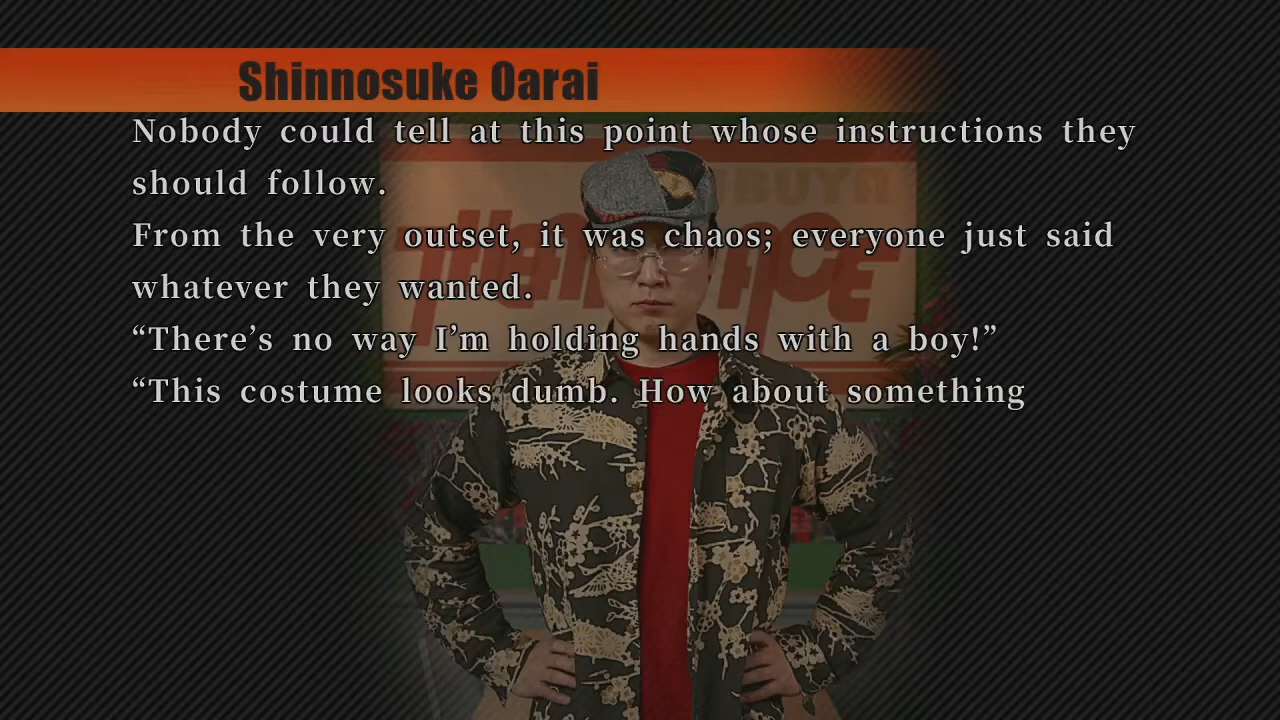 Shinnosuke Oarai
Nobody could tell at this point whose instructions they
should follow.
From the very outset, it was chaos; everyone just said
whatever they wanted.
“There’s no way I’m holding hands with a boy!”
“This costume looks dumb. How about something